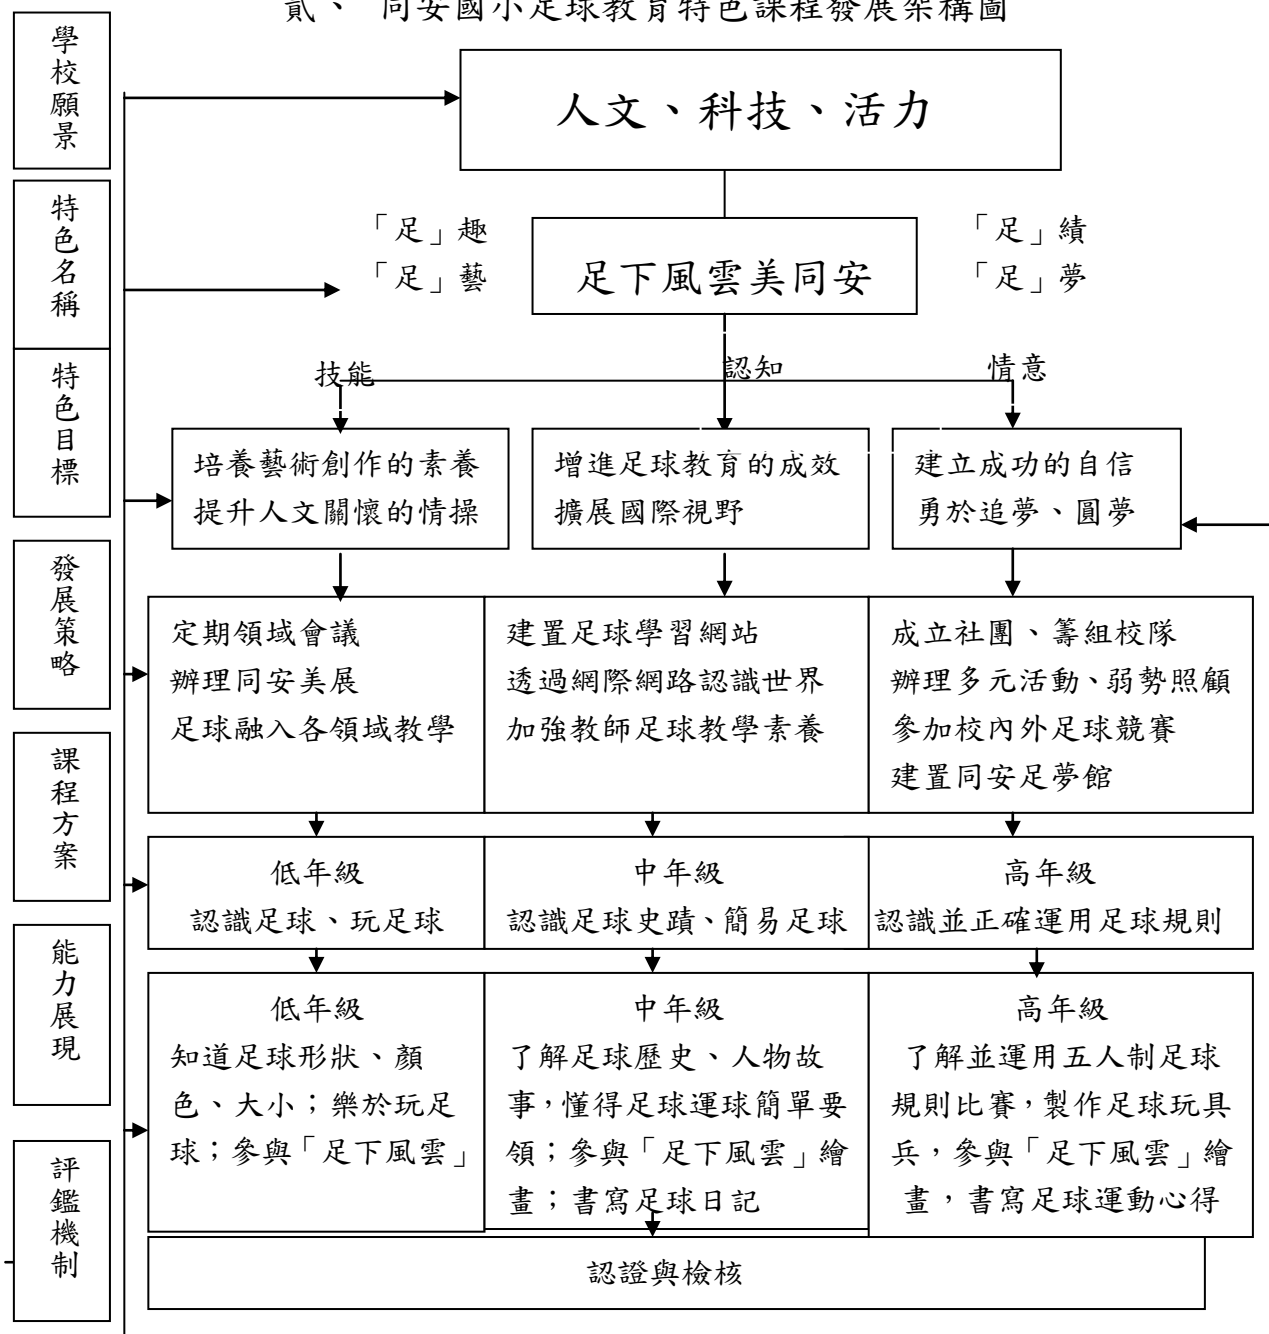 貳、 同安國小足球教育特色課程發展架構圖
學校願景
人文、科技、活力
特色名稱
「足」趣
「足」藝
足下風雲美同安
「足」績
「足」夢
特色目標
技能
認知
情意
培養藝術創作的素養
提升人文關懷的情操
增進足球教育的成效
擴展國際視野
建立成功的自信
勇於追夢、圓夢
發展策略
定期領域會議
辦理同安美展
足球融入各領域教學
建置足球學習網站
透過網際網路認識世界
加強教師足球教學素養
成立社團、籌組校隊
辦理多元活動、弱勢照顧
參加校內外足球競賽
建置同安足夢館
課程方案
低年級
認識足球、玩足球
中年級
認識足球史蹟、簡易足球
高年級
認識並正確運用足球規則
能力展現
低年級
知道足球形狀、顏
色、大小；樂於玩足
球；參與「足下風雲」
中年級
了解足球歷史、人物故
事，懂得足球運球簡單要
領；參與「足下風雲」繪
畫；書寫足球日記
高年級
了解並運用五人制足球
規則比賽，製作足球玩具
兵，參與「足下風雲」繪
畫，書寫足球運動心得
評鑑機制
認證與檢核